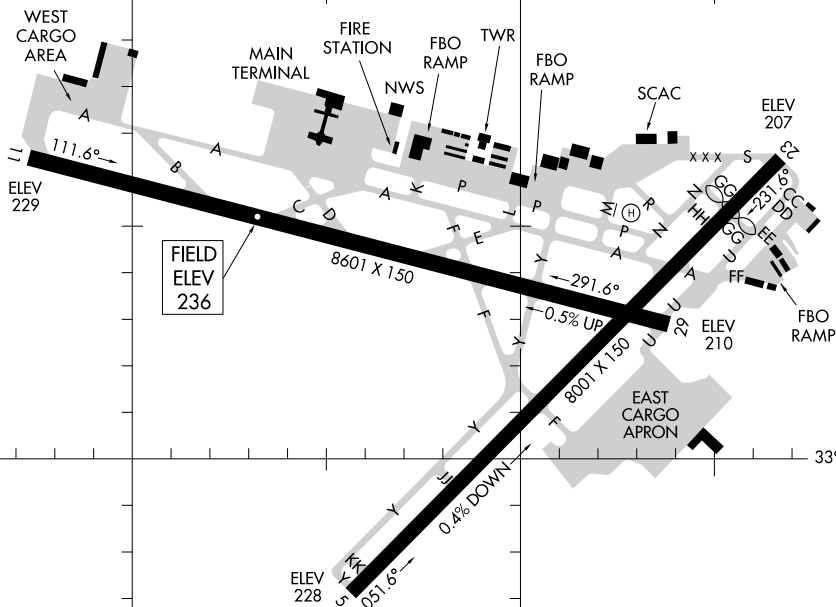 WEST
CARGO
AREA
MAIN
TERMINAL
FIRE
STATION
NWS
FBO
RAMP
TWR
FBO
RAMP
SCAC
ELEV
207
23
X X X
S
A
A
B
11
111.6°
ELEV
229
C
D
A
K
P
L
P
M
H
R
N
N
HH
GG
GG
231.6°
CC
DD
EE
FF
U
FBO
RAMP
FIELD
ELEV
236
8601 X 150
F
E
Y
P
A
A
U
U
291.6°
0.5% UP
29
ELEV
210
F
Y
8001 X 150
EAST
CARGO
APRON
F
Y
JJ
Y
0.4% DOWN
33°
KK
Y
5
051.6°
ELEV
228